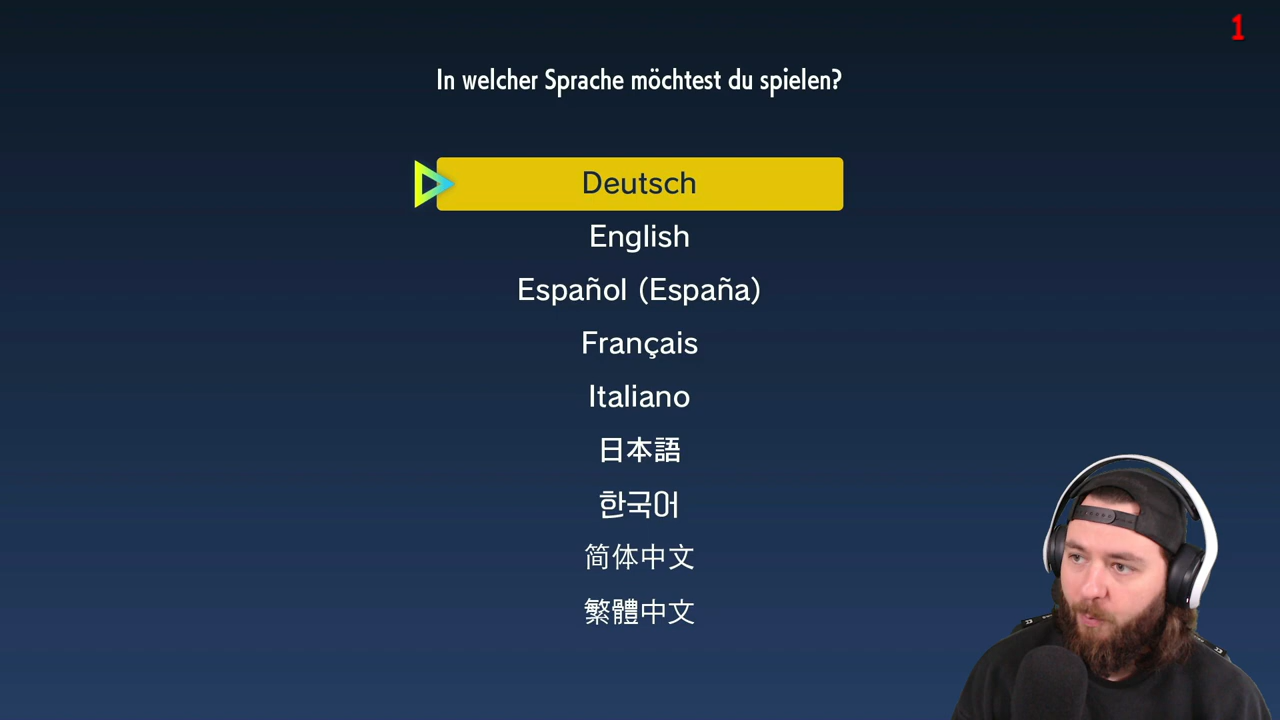 1
In welcher Sprache möchtest du spielen?
Deutsch
English
Español (España)
Français
Italiano
日本語
한국어
简体中文
繁體中文